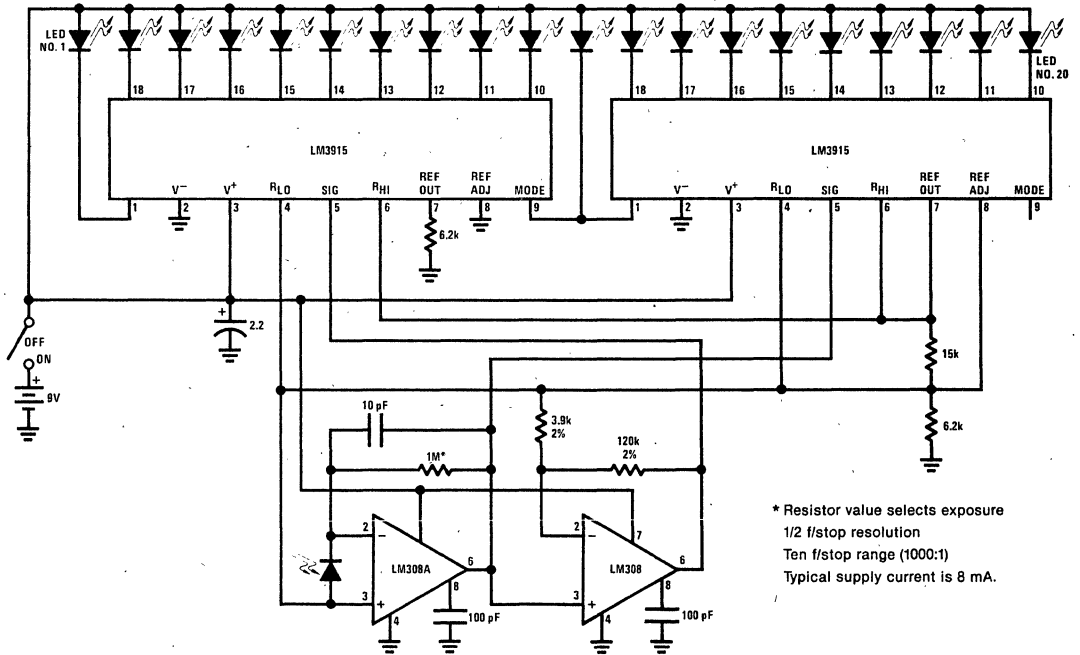 LED
NO. 1
LED
NO. 20
18 17 16 15 14 13 12 11 10
18 17 16 15 14 13 12 11 10
LM3915
LM3915
V− V+ RLO SIG RHI REF OUT REF ADJ MODE
1 2 3 4 5 6 7 8 9
V− V+ RLO SIG RHI REF OUT REF ADJ MODE
1 2 3 4 5 6 7 8 9
6.2k
+
2.2
OFF
ON
+
9V
15k
6.2k
10 pF
1M*
3.9k
2%
120k
2%
2 −
LM308A
6
3 +
8
4
100 pF
2 −
7
LM308
6
3 +
8
4
100 pF
* Resistor value selects exposure
1/2 f/stop resolution
Ten f/stop range (1000:1)
Typical supply current is 8 mA.